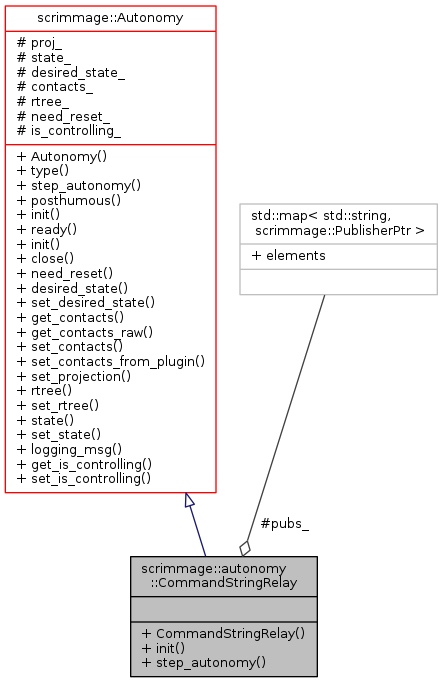 scrimmage::Autonomy
# proj_
# state_
# desired_state_
# contacts_
# rtree_
# need_reset_
# is_controlling_
+ Autonomy()
+ type()
+ step_autonomy()
+ posthumous()
+ init()
+ ready()
+ init()
+ close()
+ need_reset()
+ desired_state()
+ set_desired_state()
+ get_contacts()
+ get_contacts_raw()
+ set_contacts()
+ set_contacts_from_plugin()
+ set_projection()
+ rtree()
+ set_rtree()
+ state()
+ set_state()
+ logging_msg()
+ get_is_controlling()
+ set_is_controlling()
std::map< std::string,
scrimmage::PublisherPtr >
+ elements
#pubs_
scrimmage::autonomy
::CommandStringRelay
+ CommandStringRelay()
+ init()
+ step_autonomy()